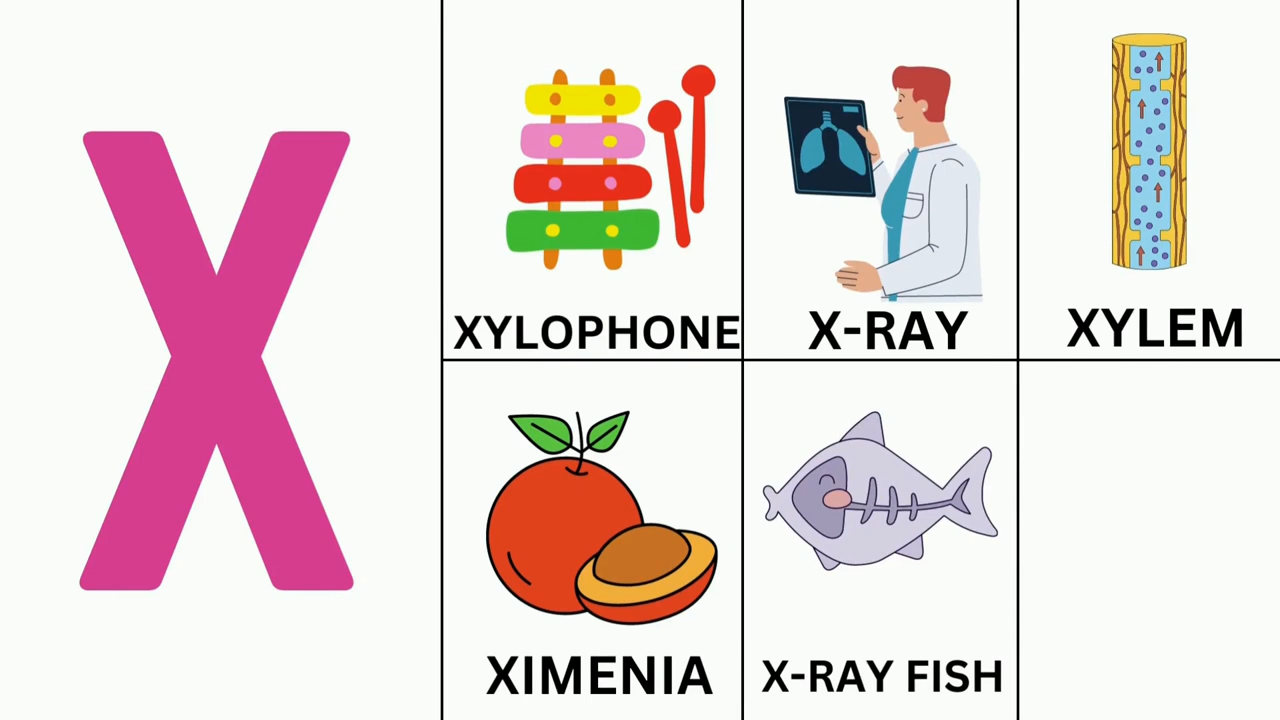 X
XYLOPHONE
X-RAY
XYLEM
XIMENIA
X-RAY FISH